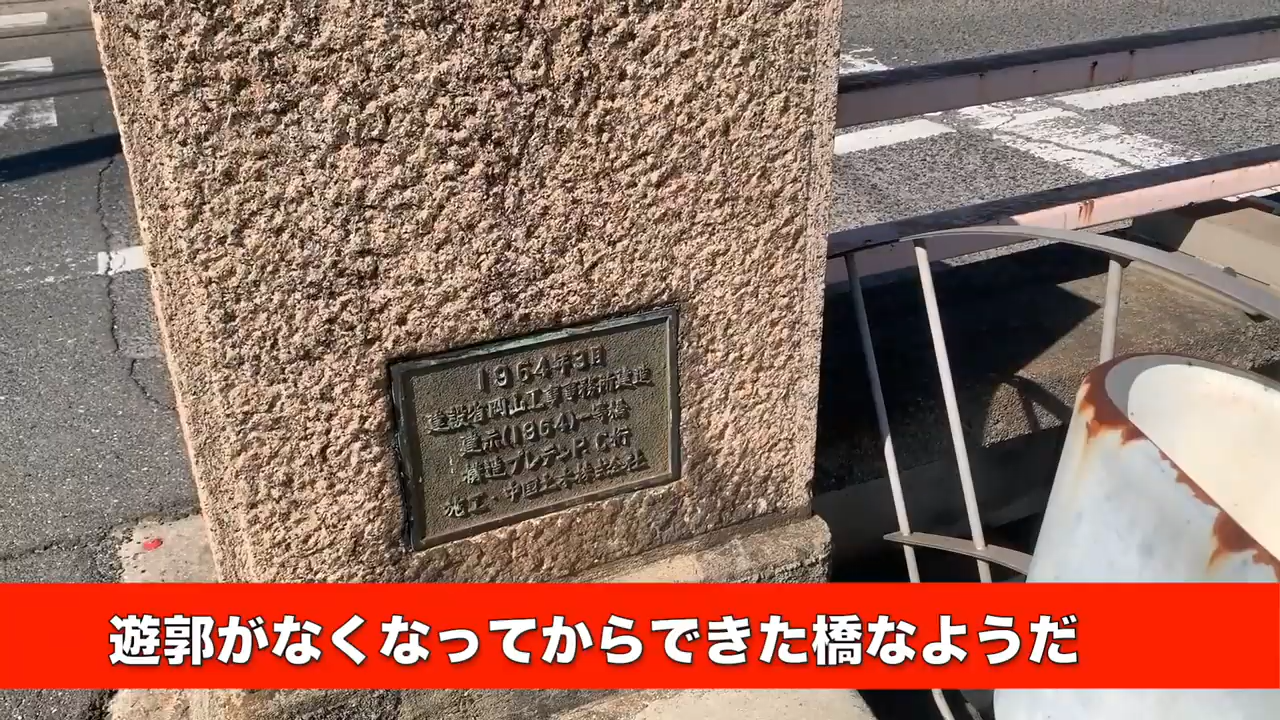 1964年3月
建設省岡山工事事務所建造
建示(1964)一等橋
構造プレテンP.C桁
施工 中国土木株式会社
遊郭がなくなってからできた橋なようだ